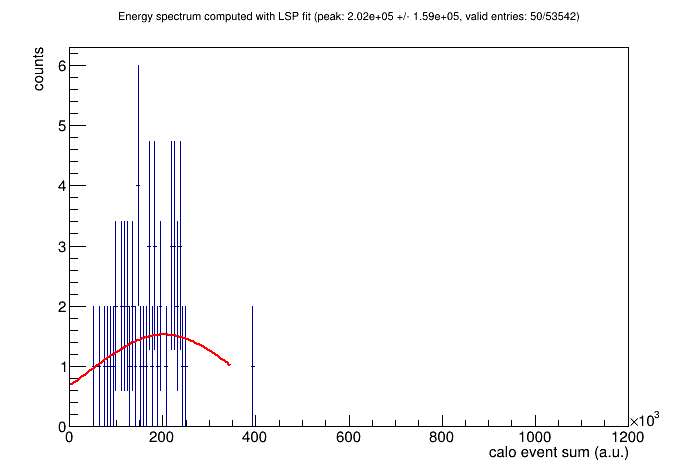 Energy spectrum computed with LSP fit (peak: 2.02e+05 +/- 1.59e+05, valid entries: 50/53542)
counts
6
5
4
3
2
1
0
0 200 400 600 800 1000 1200
×10³
calo event sum (a.u.)